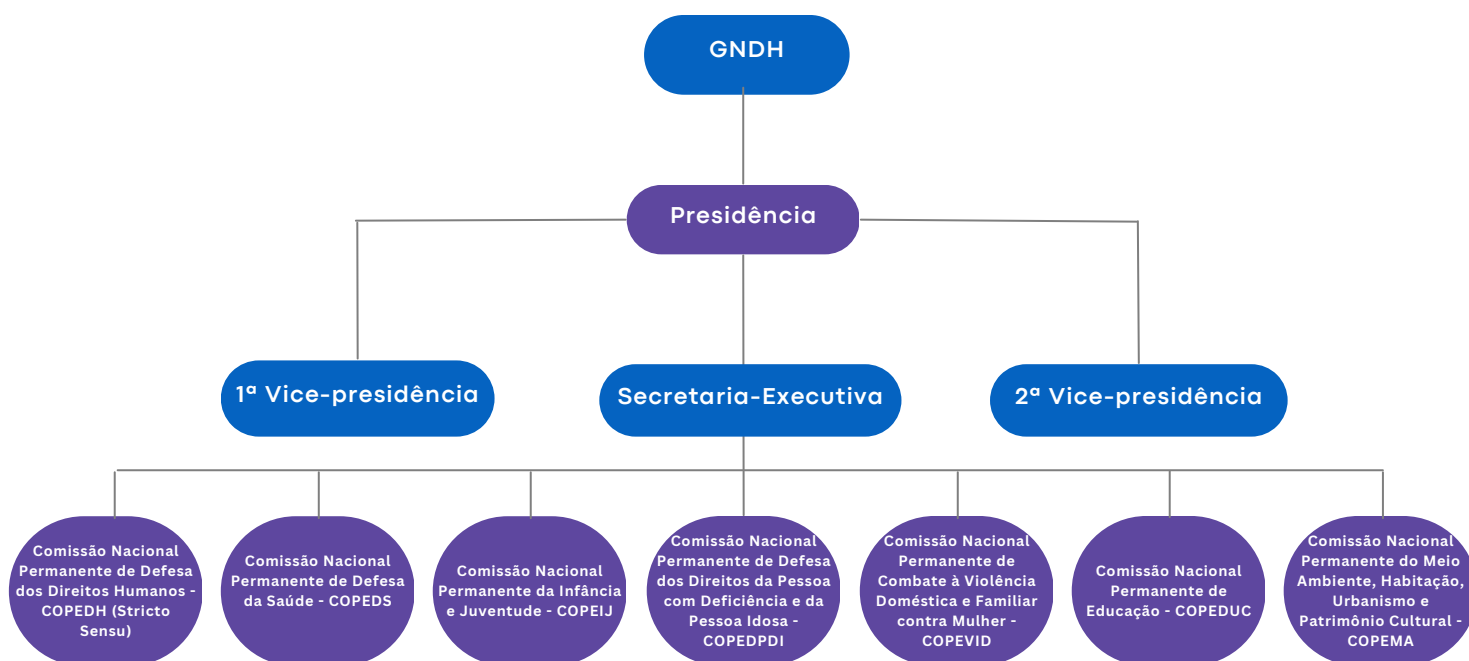 GNDH
Presidência
1ª Vice-presidência
Secretaria-Executiva
2ª Vice-presidência
Comissão Nacional
Permanente de Defesa
dos Direitos Humanos -
COPEDH (Stricto
Sensu)
Comissão Nacional
Permanente de Defesa
da Saúde - COPEDS
Comissão Nacional
Permanente da Infância
e Juventude - COPEIJ
Comissão Nacional
Permanente de Defesa
dos Direitos da Pessoa
com Deficiência e da
Pessoa Idosa -
COPEDPDI
Comissão Nacional
Permanente de
Combate à Violência
Doméstica e Familiar
contra Mulher -
COPEVID
Comissão Nacional
Permanente de
Educação - COPEDUC
Comissão Nacional
Permanente do Meio
Ambiente, Habitação,
Urbanismo e
Patrimônio Cultural -
COPEMA